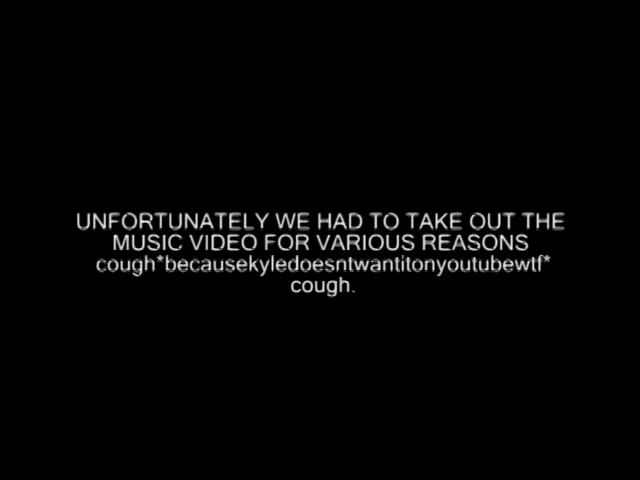 UNFORTUNATELY WE HAD TO TAKE OUT THE
MUSIC VIDEO FOR VARIOUS REASONS
cough*becausekyledoesntwantitonyoutubewtf*
cough.